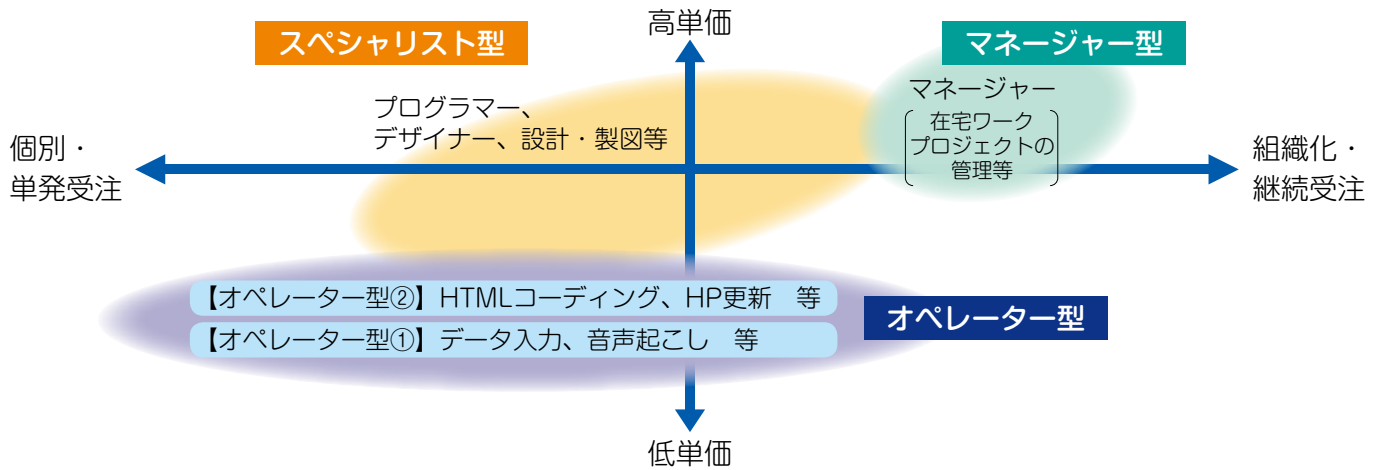 高単価
スペシャリスト型
マネージャー型
プログラマー、
デザイナー、設計・製図等
マネージャー
在宅ワーク
プロジェクトの
管理等
個別・
単発受注
組織化・
継続受注
【オペレーター型②】HTMLコーディング、HP更新　等
【オペレーター型①】データ入力、音声起こし　等
オペレーター型
低単価